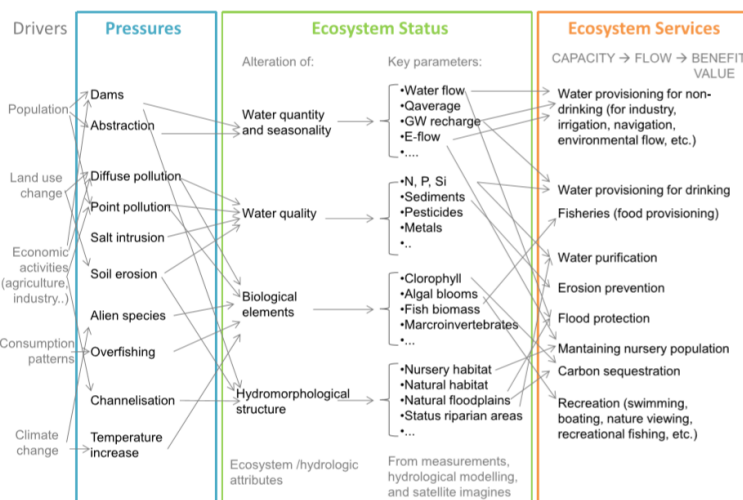 Drivers
Pressures
Ecosystem Status
Ecosystem Services
Alteration of:
Key parameters:
CAPACITY → FLOW → BENEFIT
VALUE
Population
Land use
change
Economic
activities
(agriculture,
industry..)
Consumption
patterns
Climate
change
Dams
Abstraction
Diffuse pollution
Point pollution
Salt intrusion
Soil erosion
Alien species
Overfishing
Channelisation
Temperature
increase
Water quantity
and seasonality
Water quality
Biological
elements
Hydromorphological
structure
Ecosystem /hydrologic
attributes
•Water flow
•Qaverage
•GW recharge
•E-flow
•....
•N, P, Si
•Sediments
•Pesticides
•Metals
•..
•Clorophyll
•Algal blooms
•Fish biomass
•Marcroinvertebrates
•...
•Nursery habitat
•Natural habitat
•Natural floodplains
•Status riparian areas
•...
From measurements,
hydrological modelling,
and satellite imagines
Water provisioning for non-
drinking (for industry,
irrigation, navigation,
environmental flow, etc.)
Water provisioning for drinking
Fisheries (food provisioning)
Water purification
Erosion prevention
Flood protection
Mantaining nursery population
Carbon sequestration
Recreation (swimming,
boating, nature viewing,
recreational fishing, etc.)